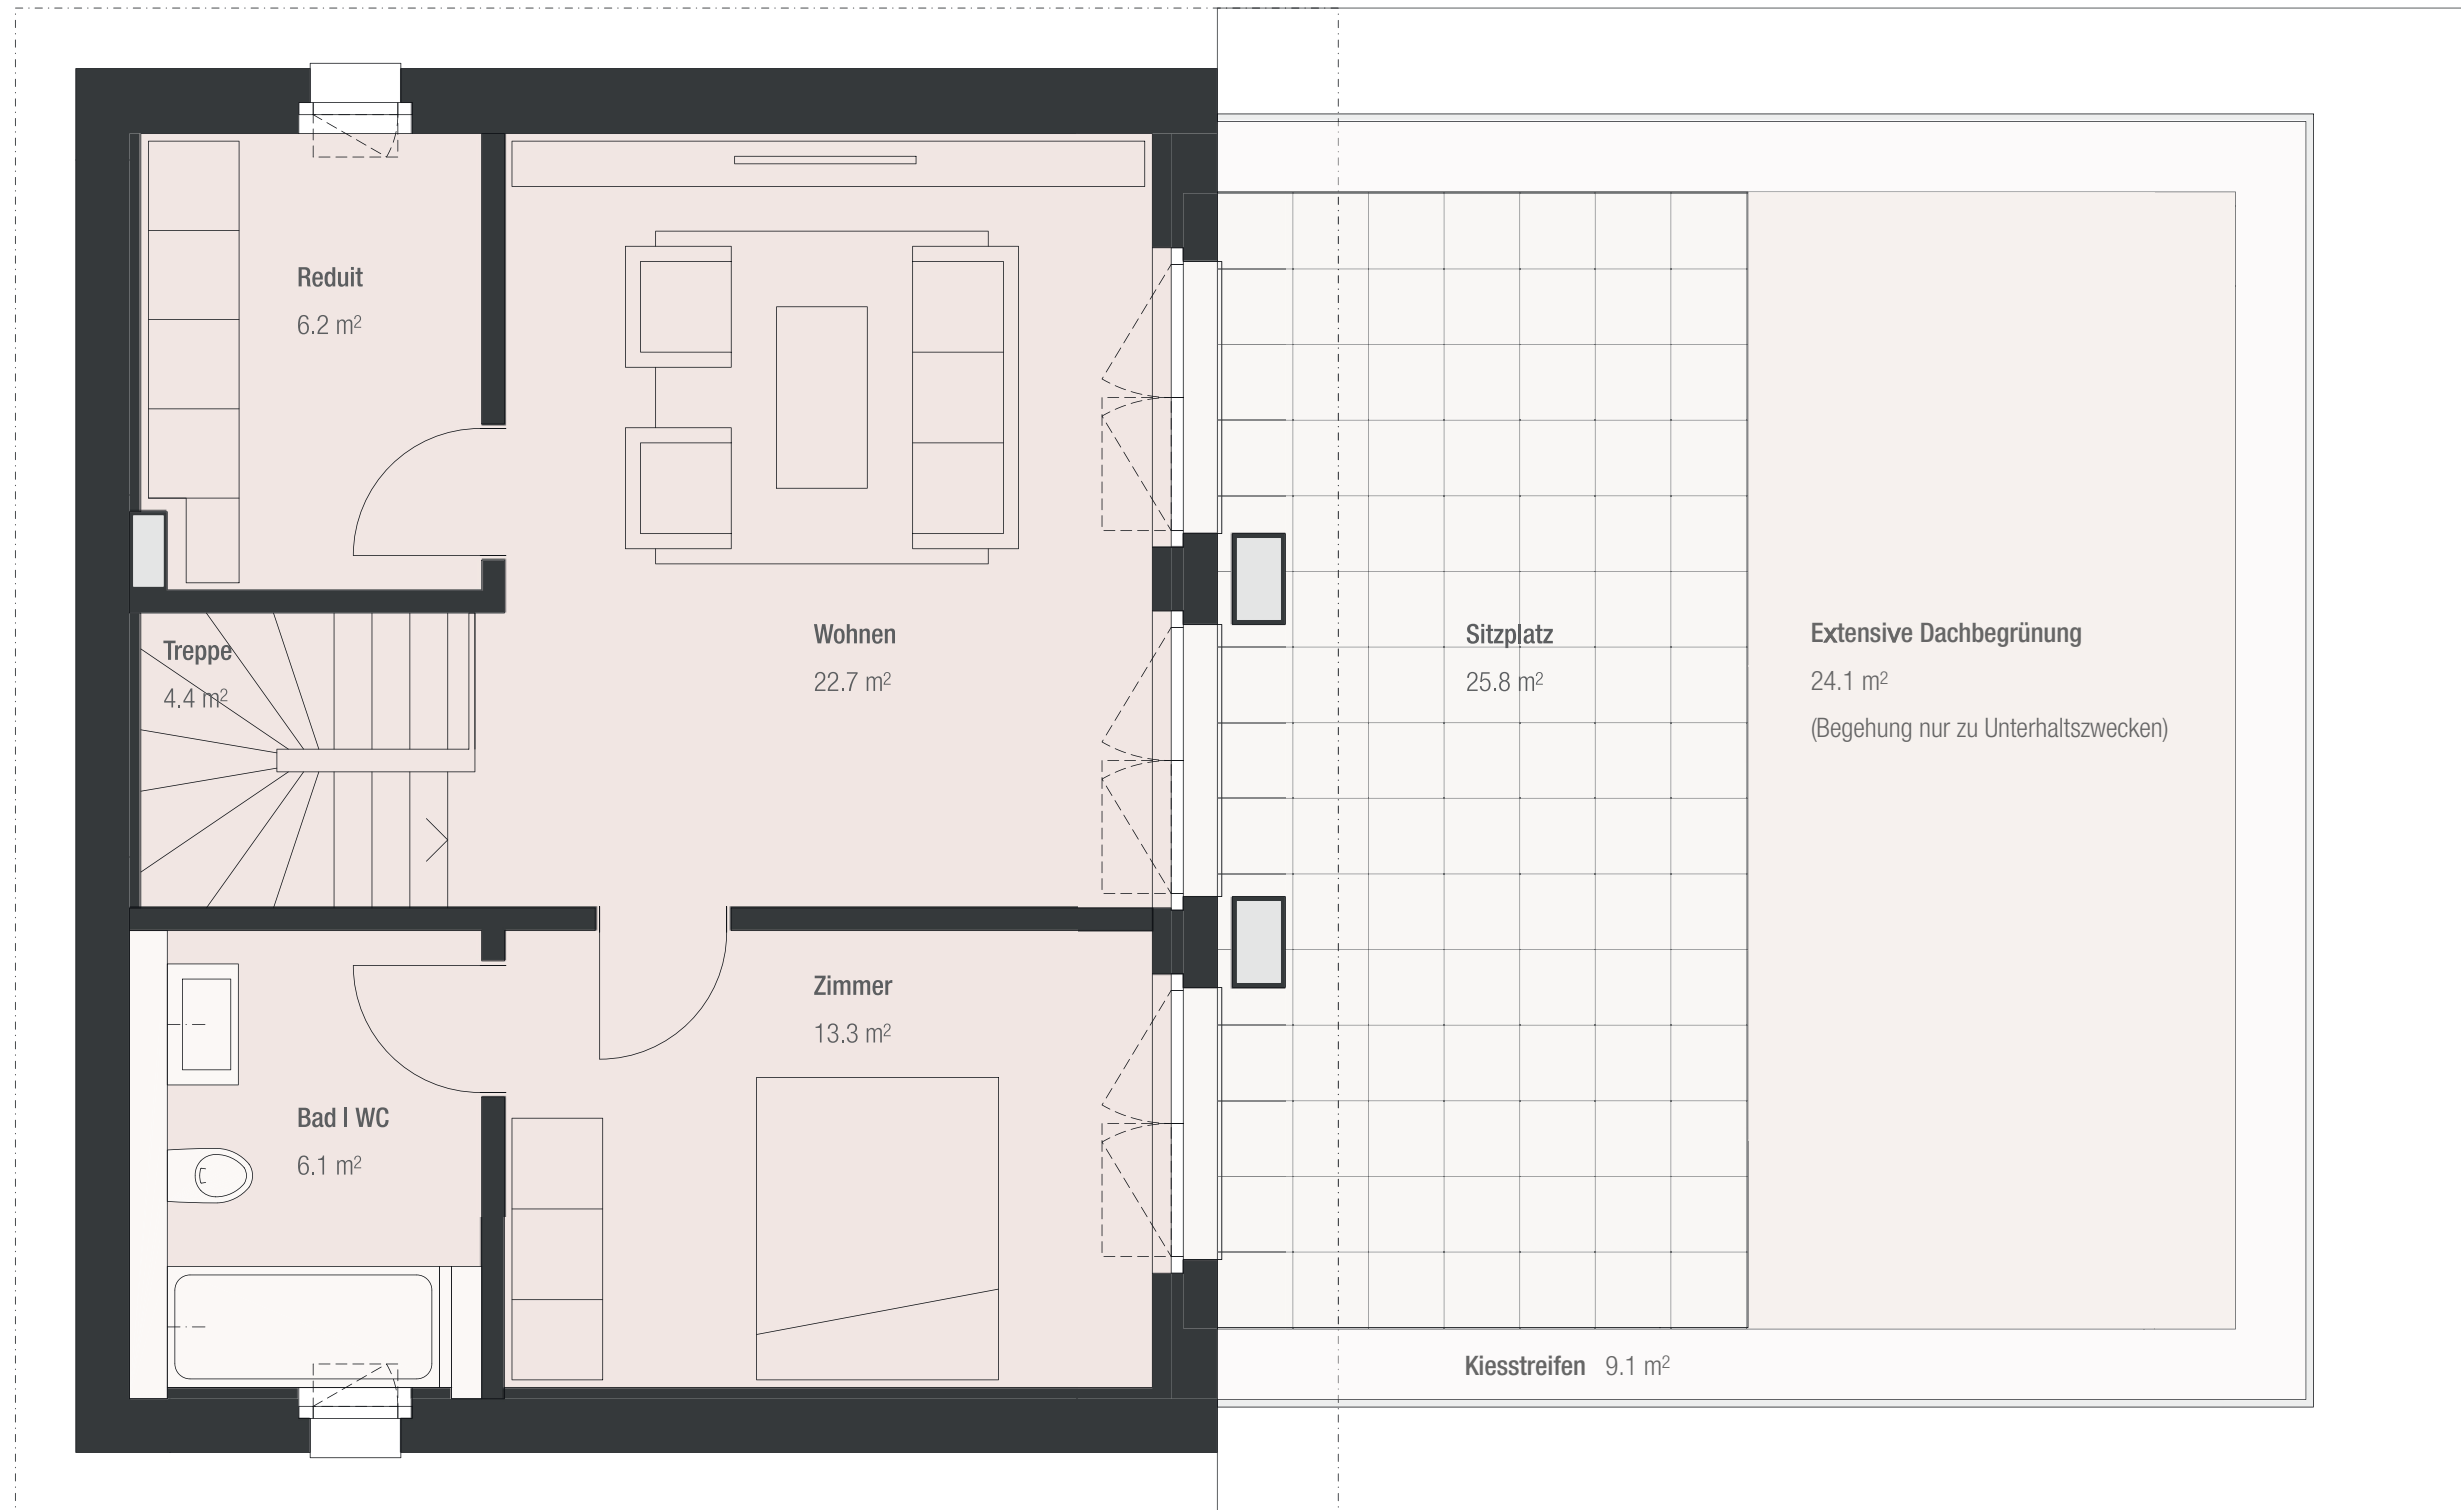 Reduit
6.2 m²
Treppe
4.4 m²
Wohnen
22.7 m²
Sitzplatz
25.8 m²
Extensive Dachbegrünung
24.1 m²
(Begehung nur zu Unterhaltszwecken)
Zimmer
13.3 m²
Bad | WC
6.1 m²
Kiesstreifen 9.1 m²